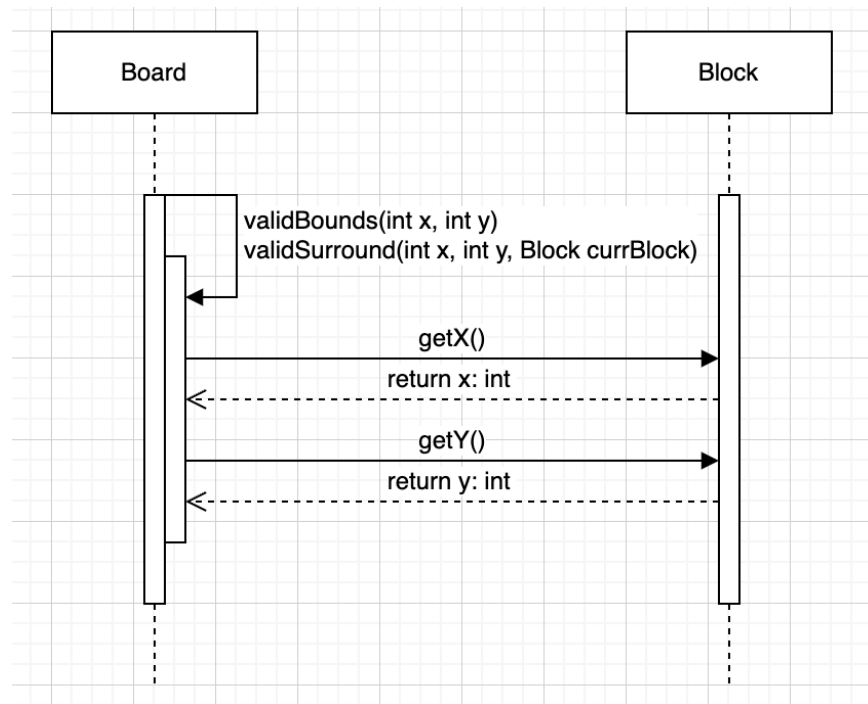 Board
Block
validBounds(int x, int y)
validSurround(int x, int y, Block currBlock)
getX()
return x: int
getY()
return y: int